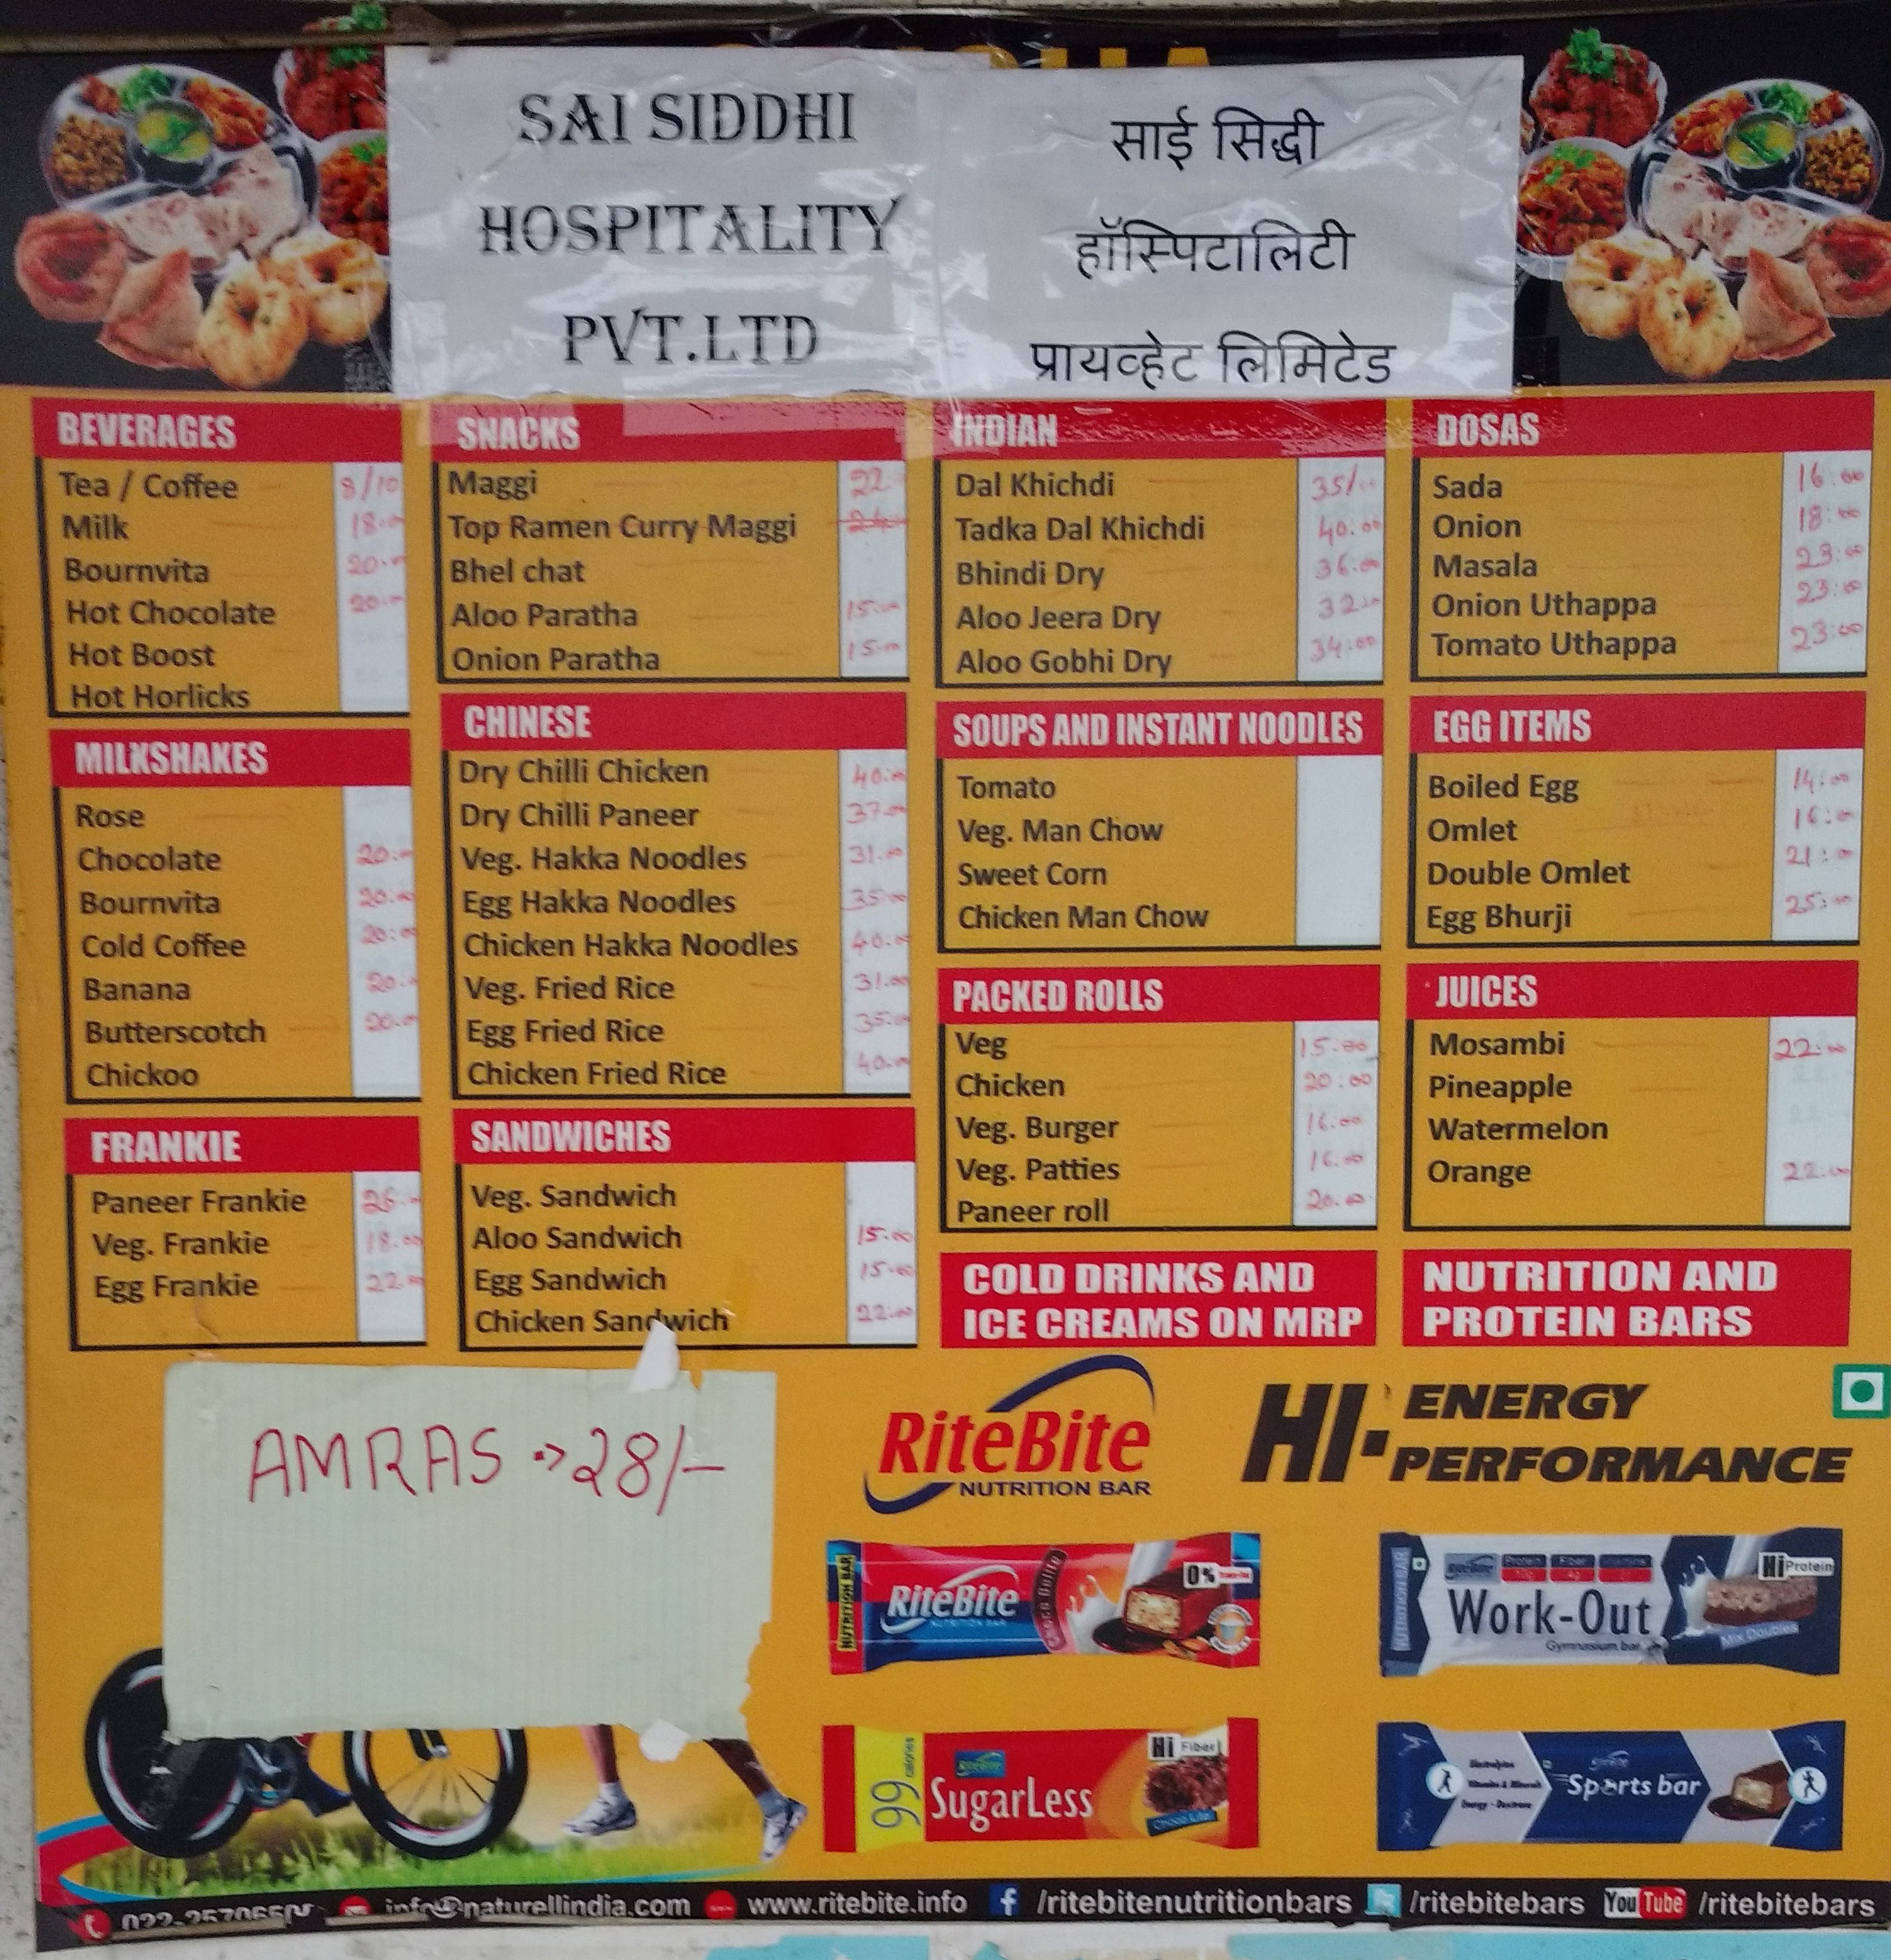 SAI SIDDHI
HOSPITALITY
PVT.LTD
साई सिद्धी
हॉस्पिटालिटी
प्रायव्हेट लिमिटेड
BEVERAGES
Tea / Coffee 8/10
Milk 18.00
Bournvita 20.00
Hot Chocolate 20.00
Hot Boost
Hot Horlicks
MILKSHAKES
Rose
Chocolate 20.00
Bournvita 20.00
Cold Coffee 20:00
Banana 20.00
Butterscotch 20.00
Chickoo
FRANKIE
Paneer Frankie 26.00
Veg. Frankie 18.00
Egg Frankie 22.00
SNACKS
Maggi 22
Top Ramen Curry Maggi 24
Bhel chat
Aloo Paratha 15.00
Onion Paratha 15.00
CHINESE
Dry Chilli Chicken 40.00
Dry Chilli Paneer 37.00
Veg. Hakka Noodles 31.00
Egg Hakka Noodles 35.00
Chicken Hakka Noodles 40.00
Veg. Fried Rice 31.00
Egg Fried Rice 35.00
Chicken Fried Rice 40.00
SANDWICHES
Veg. Sandwich
Aloo Sandwich 15.00
Egg Sandwich 15.00
Chicken Sandwich 22.00
INDIAN
Dal Khichdi 35/00
Tadka Dal Khichdi 40:00
Bhindi Dry 36:00
Aloo Jeera Dry 32.00
Aloo Gobhi Dry 34:00
SOUPS AND INSTANT NOODLES
Tomato
Veg. Man Chow
Sweet Corn
Chicken Man Chow
PACKED ROLLS
Veg 15:00
Chicken 20:00
Veg. Burger 16.00
Veg. Patties 16.00
Paneer roll 20.00
COLD DRINKS AND
ICE CREAMS ON MRP
DOSAS
Sada 16:00
Onion 18:00
Masala 23:00
Onion Uthappa 23:00
Tomato Uthappa 23:00
EGG ITEMS
Boiled Egg 14:00
Omlet 16:00
Double Omlet 21:00
Egg Bhurji 25:00
JUICES
Mosambi 22:00
Pineapple
Watermelon
Orange 22:00
NUTRITION AND
PROTEIN BARS
AMRAS → 28/-
RiteBite
NUTRITION BAR
HI- ENERGY
PERFORMANCE
NUTRITION BAR
RiteBite
NUTRITION BAR
Choco Delite
0%
NUTRITION BAR
RiteBite
Protein Fiber Vitamins
Work-Out
Gymnasium bar
Hi Protein
Mix Doubles
99 calories
RiteBite
SugarLess
Hi Fiber
Choco Lite
Sports bar
info@naturellindia.com www.ritebite.info /ritebitenutritionbars /ritebitebars YouTube /ritebitebars